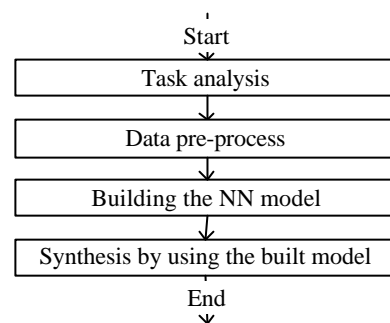 Start
Task analysis
Data pre-process
Building the NN model
Synthesis by using the built model
End